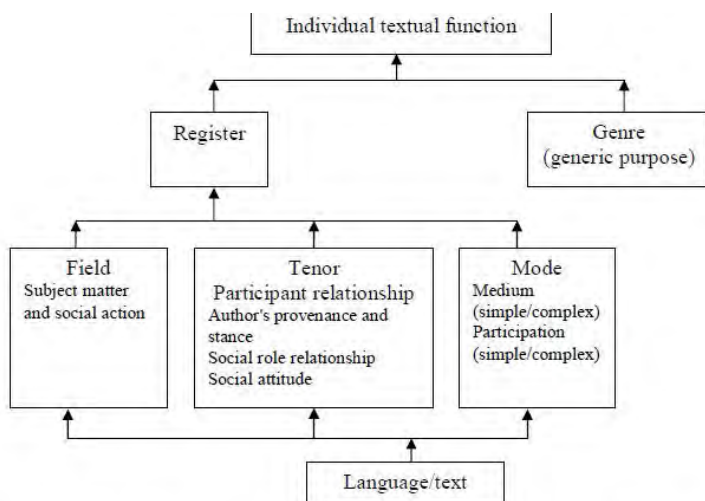 Individual textual function
Register
Genre
(generic purpose)
Field
Subject matter
and social action
Tenor
Participant relationship
Author's provenance and
stance
Social role relationship
Social attitude
Mode
Medium
(simple/complex)
Participation
(simple/complex)
Language/text